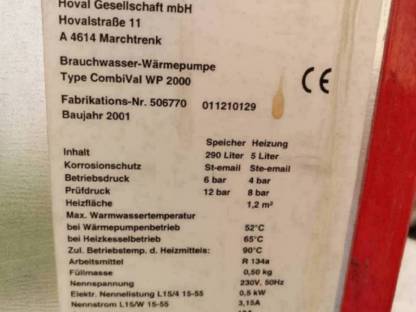 Hoval Gesellschaft mbH
Hovalstraße 11
A 4614 Marchtrenk
Brauchwasser-Wärmepumpe
Type CombiVal WP 2000
CE
Fabrikations-Nr. 506770 011210129
Baujahr 2001
Speicher Heizung
Inhalt 290 Liter 5 Liter
Korrosionschutz St-email Ste-email
Betriebsdruck 6 bar 4 bar
Prüfdruck 12 bar 8 bar
Heizfläche 1,2 m²
Max. Warmwassertemperatur
bei Wärmepumpenbetrieb 52°C
bei Heizkesselbetrieb 65°C
Zul. Betriebstemp. d. Heizmittels: 90°C
Arbeitsmittel R 134a
Füllmasse 0,50 kg
Nennspannung 230V, 50Hz
Elektr. Nennleistung L15/4 15-55 0,5 kW
Nennstrom L15/W 15-55 3,15A